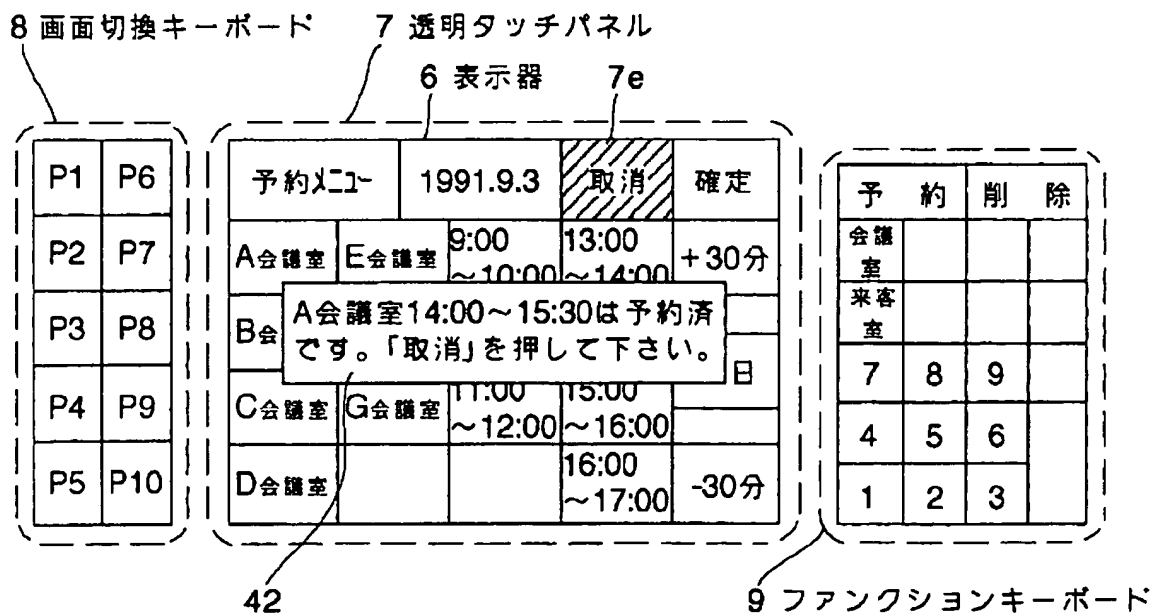 8 画面切換キーボード
7 透明タッチパネル
6 表示器
7e
P1 P6
P2 P7
P3 P8
P4 P9
P5 P10
予約メニュー 1991.9.3 取消 確定
A会議室 E会議室 9:00 ～10:00 13:00 ～14:00 +30分
B会
A会議室14:00～15:30は予約済
です。「取消」を押して下さい。
日
C会議室 G会議室 11:00 ～12:00 15:00 ～16:00
D会議室 16:00 ～17:00 -30分
予約 削除
会議室
来客室
7 8 9
4 5 6
1 2 3
42
9 ファンクションキーボード